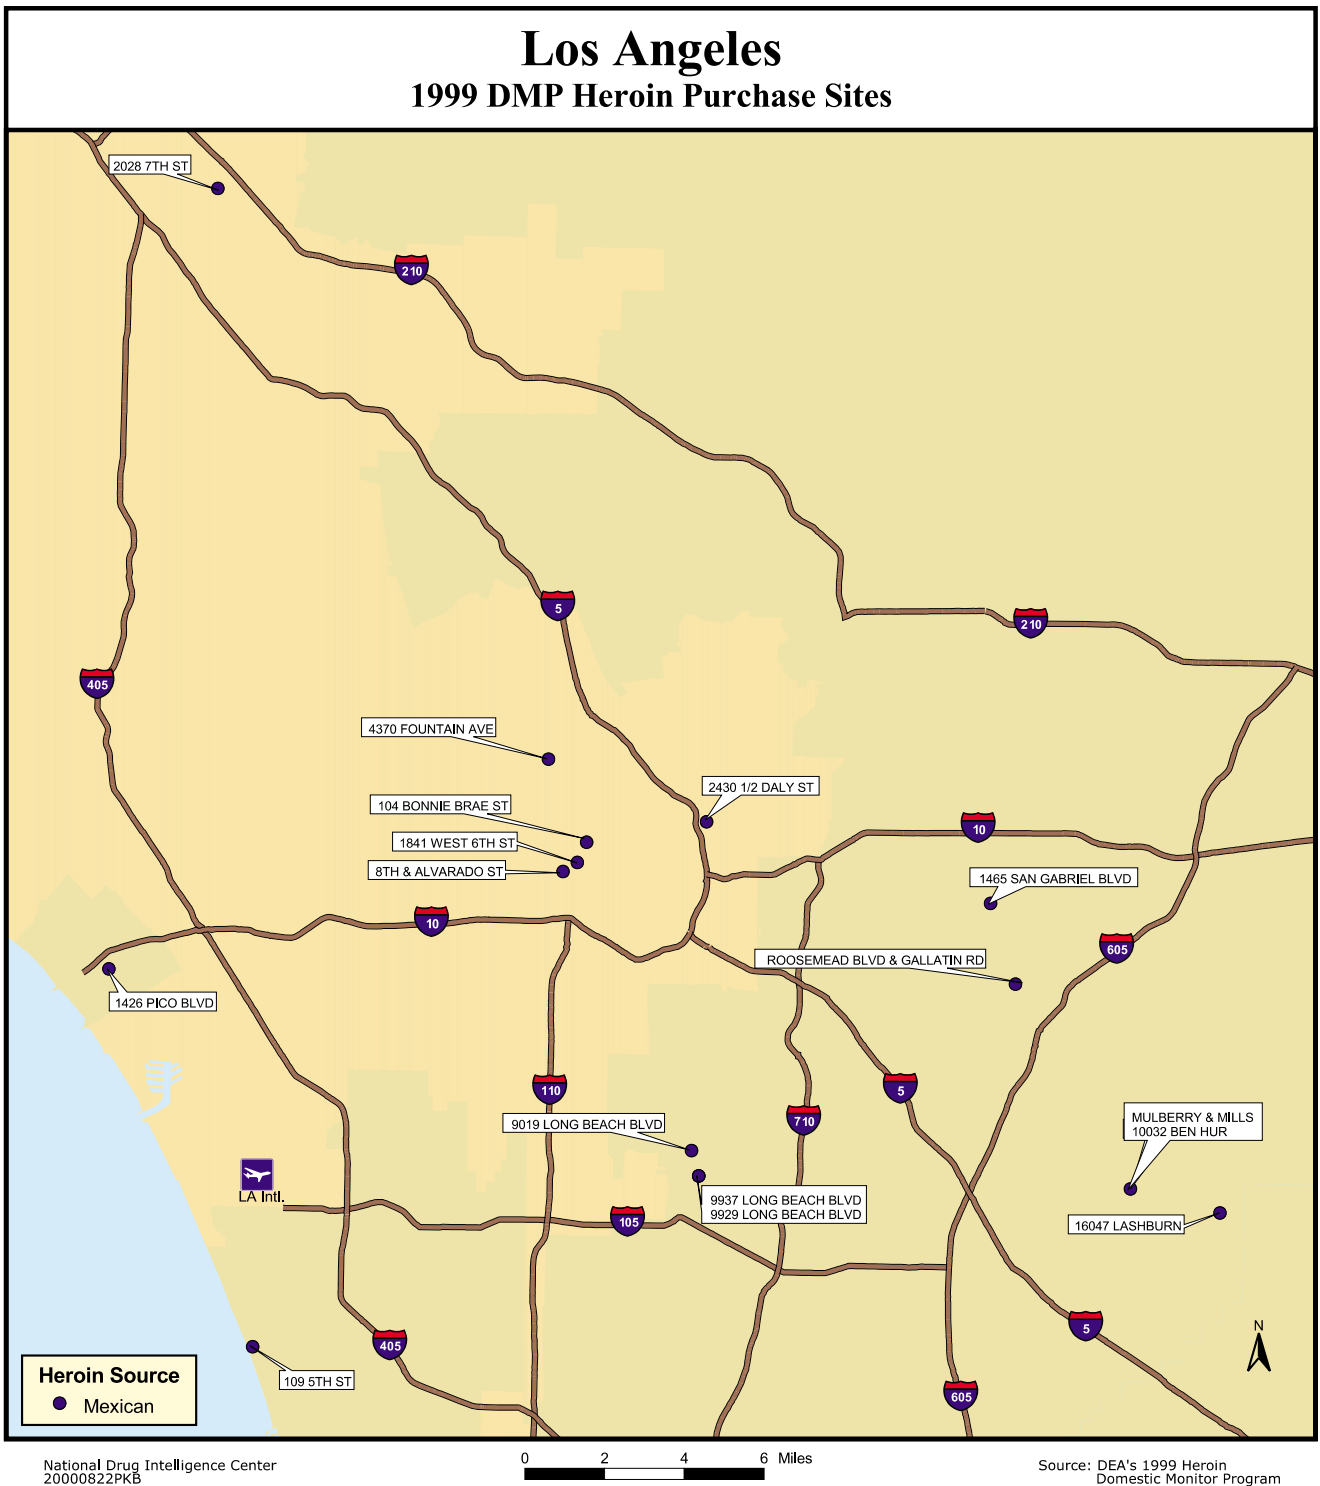 Los Angeles
1999 DMP Heroin Purchase Sites
2028 7TH ST
210
5
210
405
4370 FOUNTAIN AVE
2430 1/2 DALY ST
104 BONNIE BRAE ST
10
1841 WEST 6TH ST
8TH & ALVARADO ST
1465 SAN GABRIEL BLVD
10
605
ROOSEMEAD BLVD & GALLATIN RD
1426 PICO BLVD
110
5
710
9019 LONG BEACH BLVD
MULBERRY & MILLS
10032 BEN HUR
LA Intl.
9937 LONG BEACH BLVD
9929 LONG BEACH BLVD
105
16047 LASHBURN
5
N
405
109 5TH ST
605
Heroin Source
Mexican
National Drug Intelligence Center
20000822PKB
0 2 4 6 Miles
Source: DEA's 1999 Heroin
Domestic Monitor Program